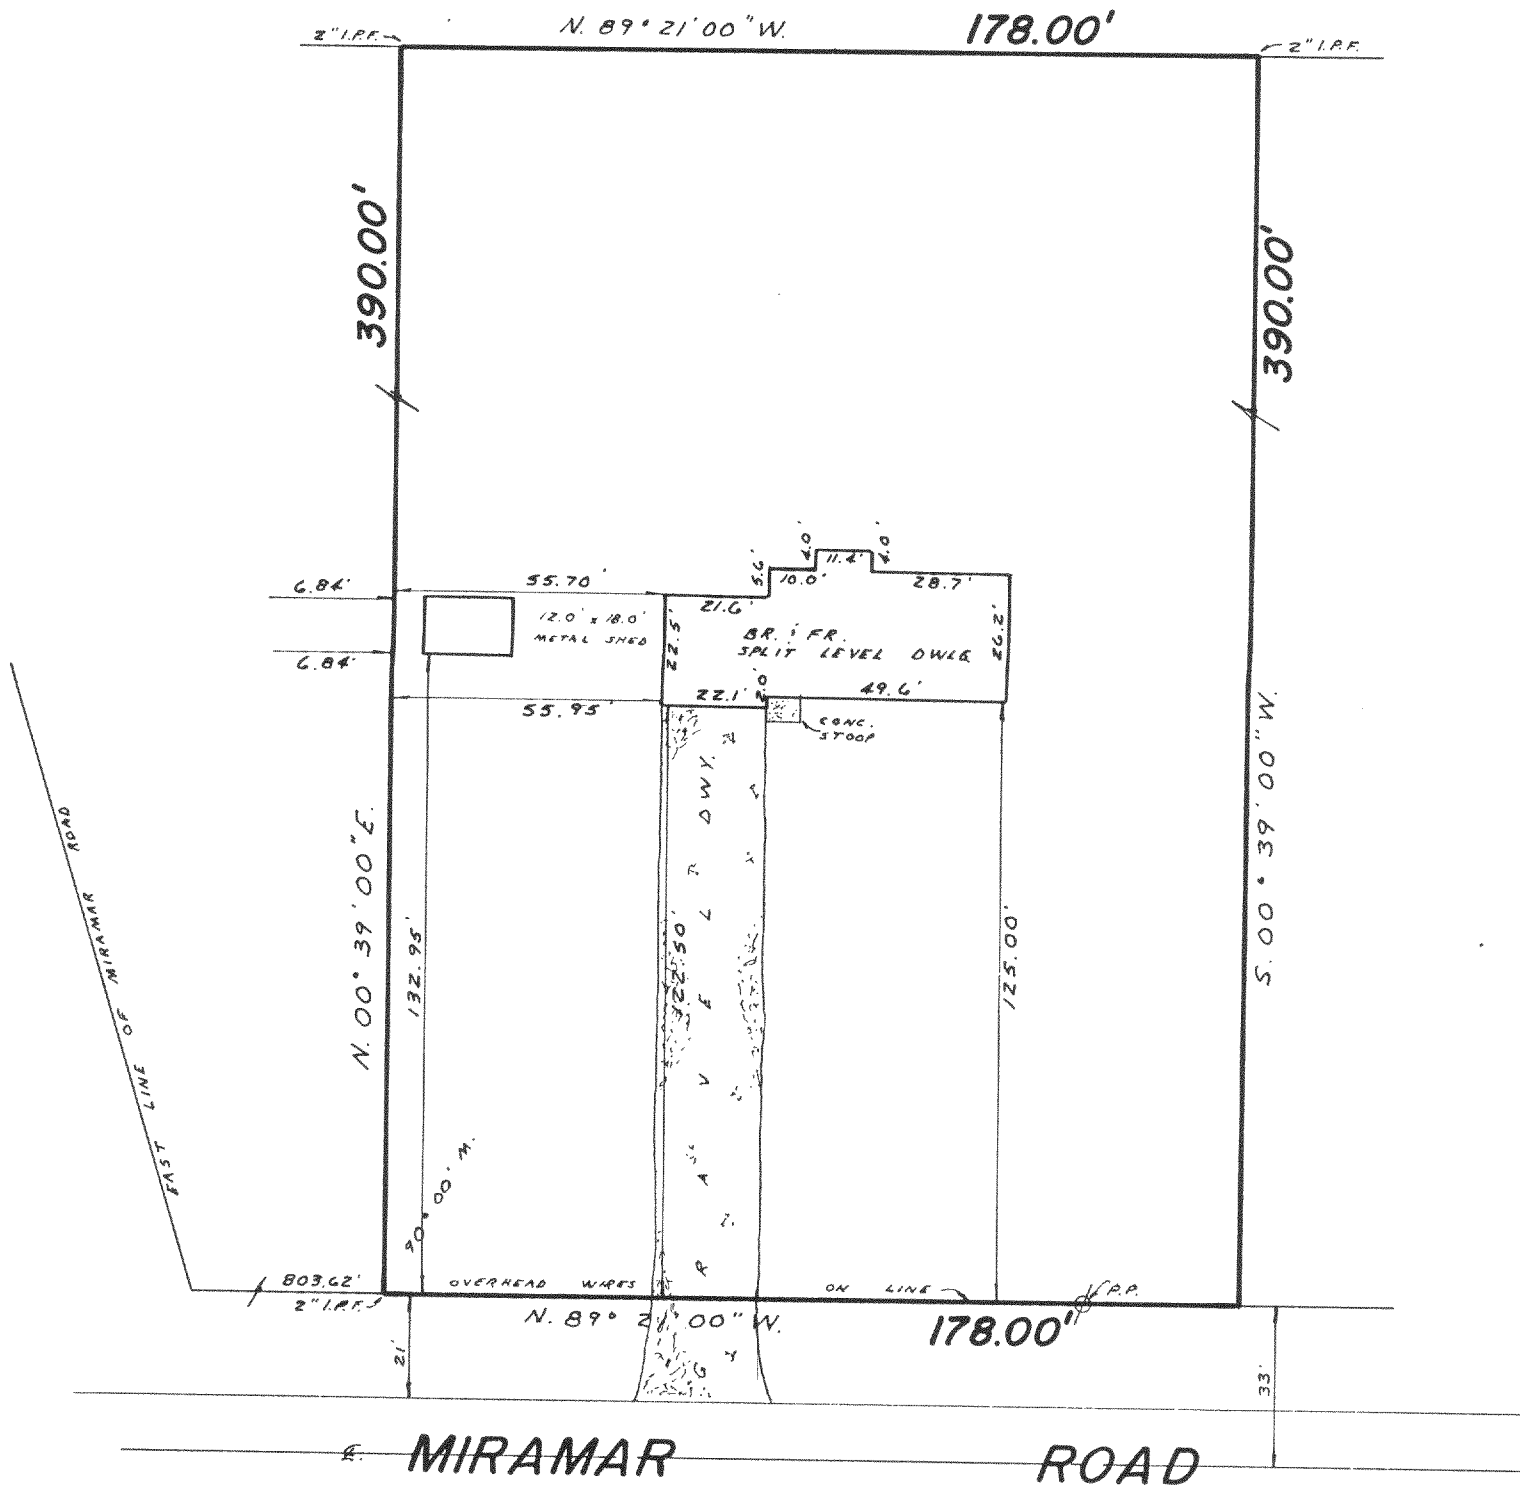 N. 89° 21' 00" W.
178.00'
2" I.P.F.
2" I.P.F.
390.00'
390.00'
4.0'
11.4'
4.0'
5.6'
10.0'
28.7'
6.84'
55.70'
21.6'
12.0' x 18.0'
METAL SHED
22.5'
BR. & FR.
SPLIT LEVEL DWLG
26.2'
6.84'
22.1'
2.0'
49.6'
55.95'
CONC.
STOOP
EAST LINE OF MIRAMAR ROAD
N. 00° 39' 00" E.
132.95'
122.50'
GRAVEL DWY.
125.00'
S. 00° 39' 00" W.
90° 00' M.
803.62'
2" I.P.F.
OVERHEAD WIRES ON LINE
P.P.
N. 89° 21' 00" W.
178.00'
21'
33'
℄ MIRAMAR ROAD